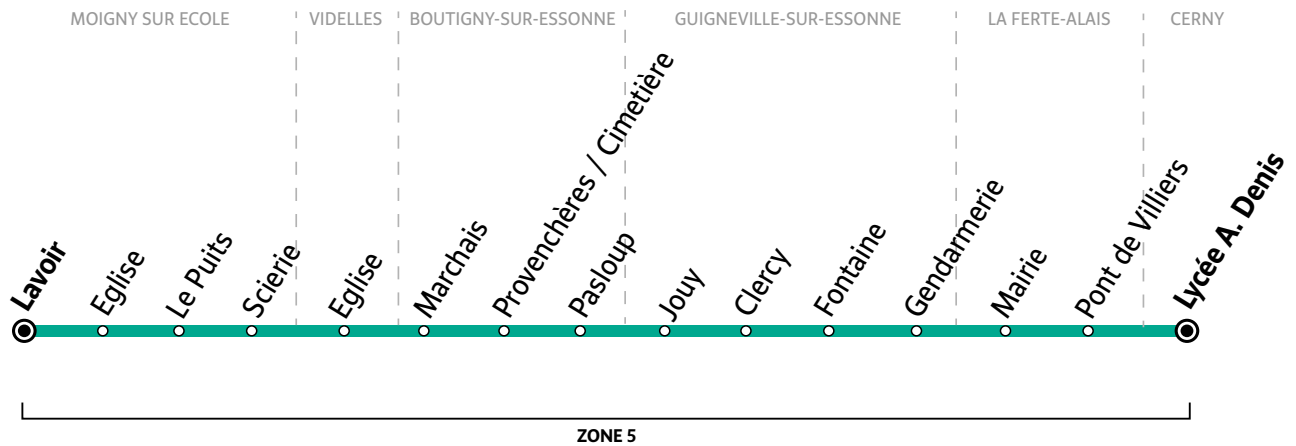 MOIGNY SUR ECOLE
VIDELLES
BOUTIGNY-SUR-ESSONNE
GUIGNEVILLE-SUR-ESSONNE
LA FERTE-ALAIS
CERNY
Lavoir
Eglise
Le Puits
Scierie
Eglise
Marchais
Provenchères / Cimetière
Pasloup
Jouy
Clercy
Fontaine
Gendarmerie
Mairie
Pont de Villiers
Lycée A. Denis
ZONE 5